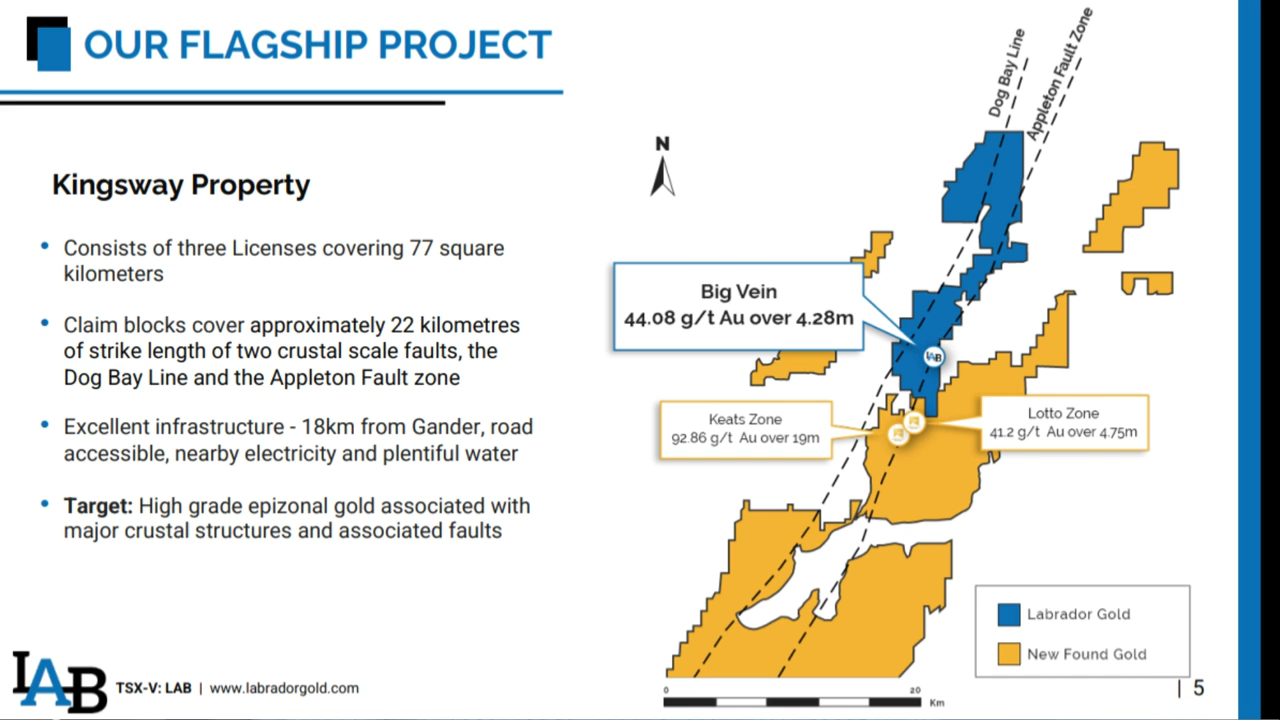 OUR FLAGSHIP PROJECT
Kingsway Property
• Consists of three Licenses covering 77 square
kilometers
• Claim blocks cover approximately 22 kilometres
of strike length of two crustal scale faults, the
Dog Bay Line and the Appleton Fault zone
• Excellent infrastructure - 18km from Gander, road
accessible, nearby electricity and plentiful water
• Target: High grade epizonal gold associated with
major crustal structures and associated faults
Dog Bay Line
Appleton Fault Zone
N
Big Vein
44.08 g/t Au over 4.28m
LAB
Keats Zone
92.86 g/t Au over 19m
Lotto Zone
41.2 g/t Au over 4.75m
Labrador Gold
New Found Gold
0 20
Km
LAB
TSX-V: LAB | www.labradorgold.com
| 5